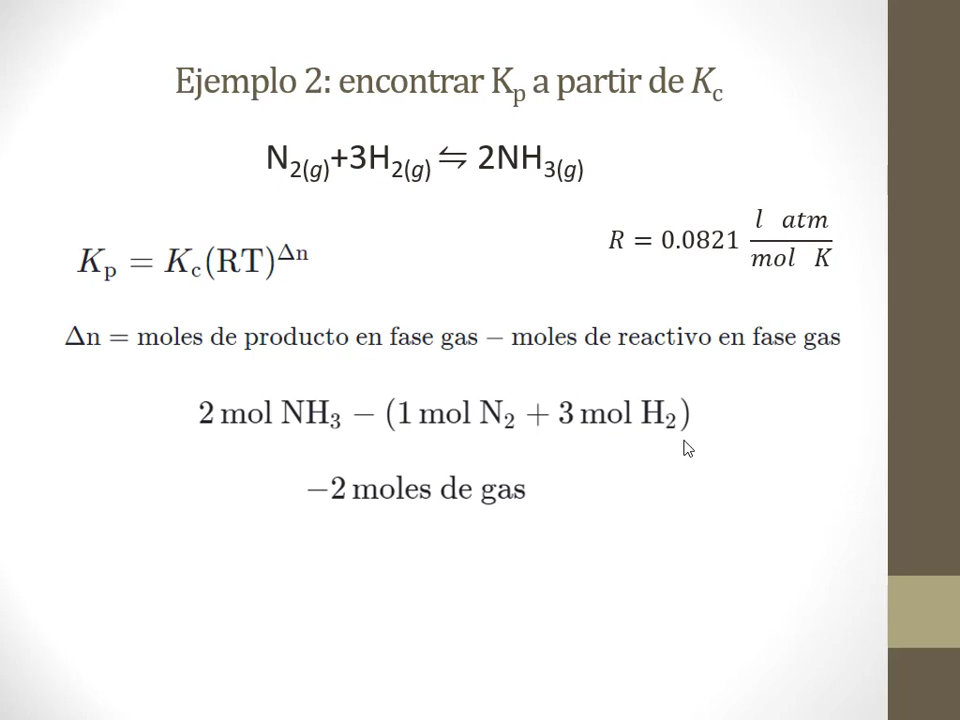 Ejemplo 2: encontrar Kₚ a partir de K꜀
N₂(g)+3H₂(g) ⇋ 2NH₃(g)
R = 0.0821 l atm / mol K
Kₚ = K꜀(RT)^Δn
Δn = moles de producto en fase gas − moles de reactivo en fase gas
2 mol NH₃ − (1 mol N₂ + 3 mol H₂)
−2 moles de gas